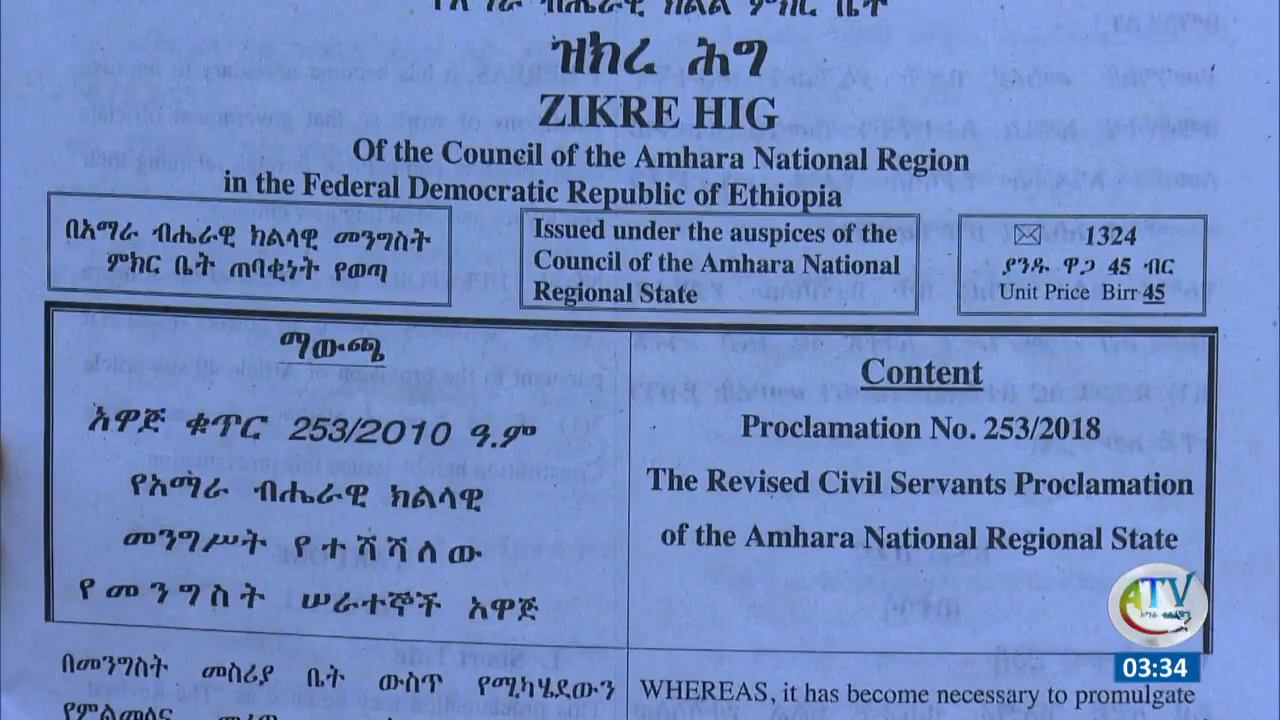 ዝክረ ሕግ
ZIKRE HIG
Of the Council of the Amhara National Region
in the Federal Democratic Republic of Ethiopia
በአማራ ብሔራዊ ክልላዊ መንግስት
ምክር ቤት ጠባቂነት የወጣ
Issued under the auspices of the
Council of the Amhara National
Regional State
1324
ያንዱ ዋጋ 45 ብር
Unit Price Birr 45
ማውጫ
አዋጅ ቁጥር 253/2010 ዓ.ም
የአማራ ብሔራዊ ክልላዊ
መንግሥት የተሻሻለው
የመንግስት ሠራተኞች አዋጅ
Content
Proclamation No. 253/2018
The Revised Civil Servants Proclamation
of the Amhara National Regional State
በመንግስት መስሪያ ቤት ውስጥ የሚካሄደውን
WHEREAS, it has become necessary to promulgate
ATV
03:34